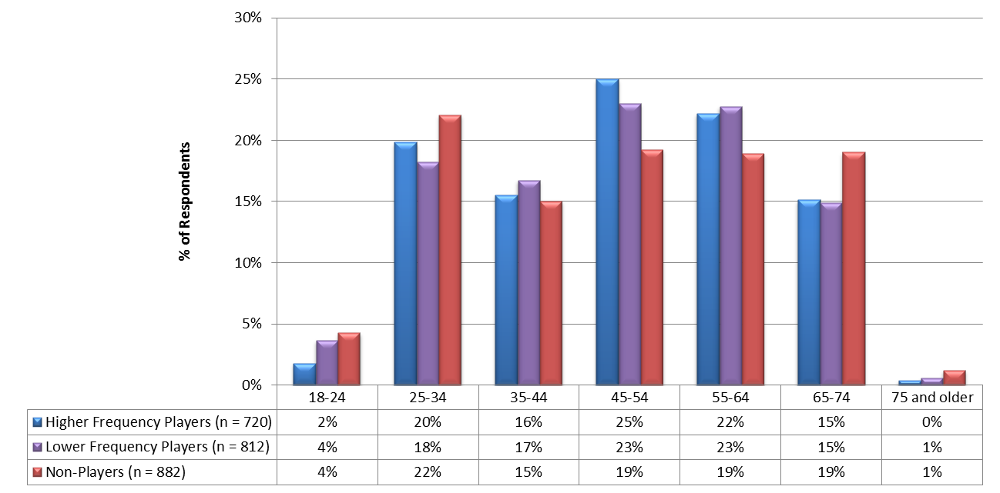 30%
25%
20%
15%
10%
5%
0%
% of Respondents
18-24 25-34 35-44 45-54 55-64 65-74 75 and older
Higher Frequency Players (n = 720) 2% 20% 16% 25% 22% 15% 0%
Lower Frequency Players (n = 812) 4% 18% 17% 23% 23% 15% 1%
Non-Players (n = 882) 4% 22% 15% 19% 19% 19% 1%